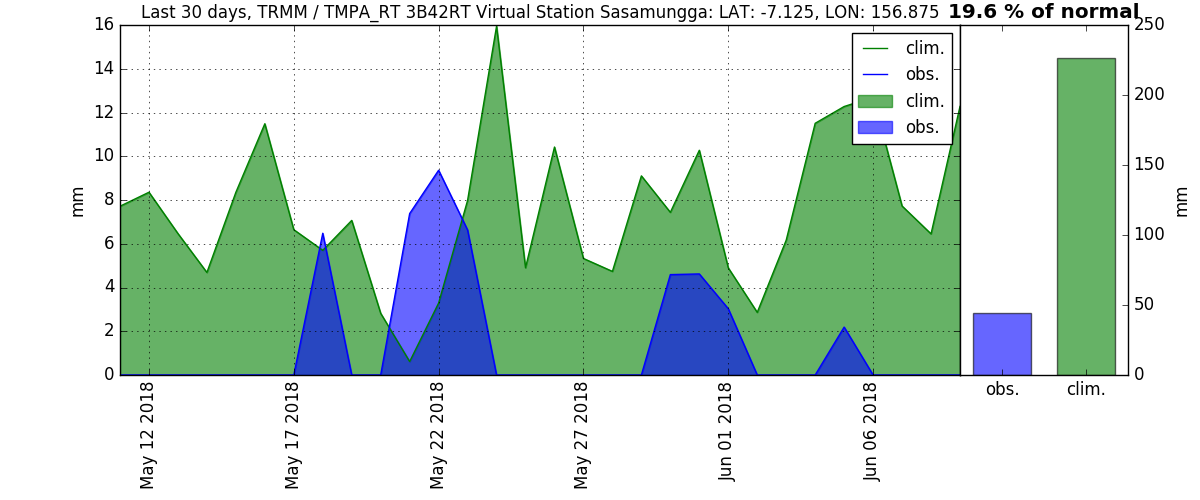 Last 30 days, TRMM / TMPA_RT 3B42RT Virtual Station Sasamungga: LAT: -7.125, LON: 156.875
19.6 % of normal
16
14
12
10
8
6
4
2
0
mm
clim.
obs.
clim.
obs.
250
200
150
100
50
0
mm
May 12 2018
May 17 2018
May 22 2018
May 27 2018
Jun 01 2018
Jun 06 2018
obs.
clim.